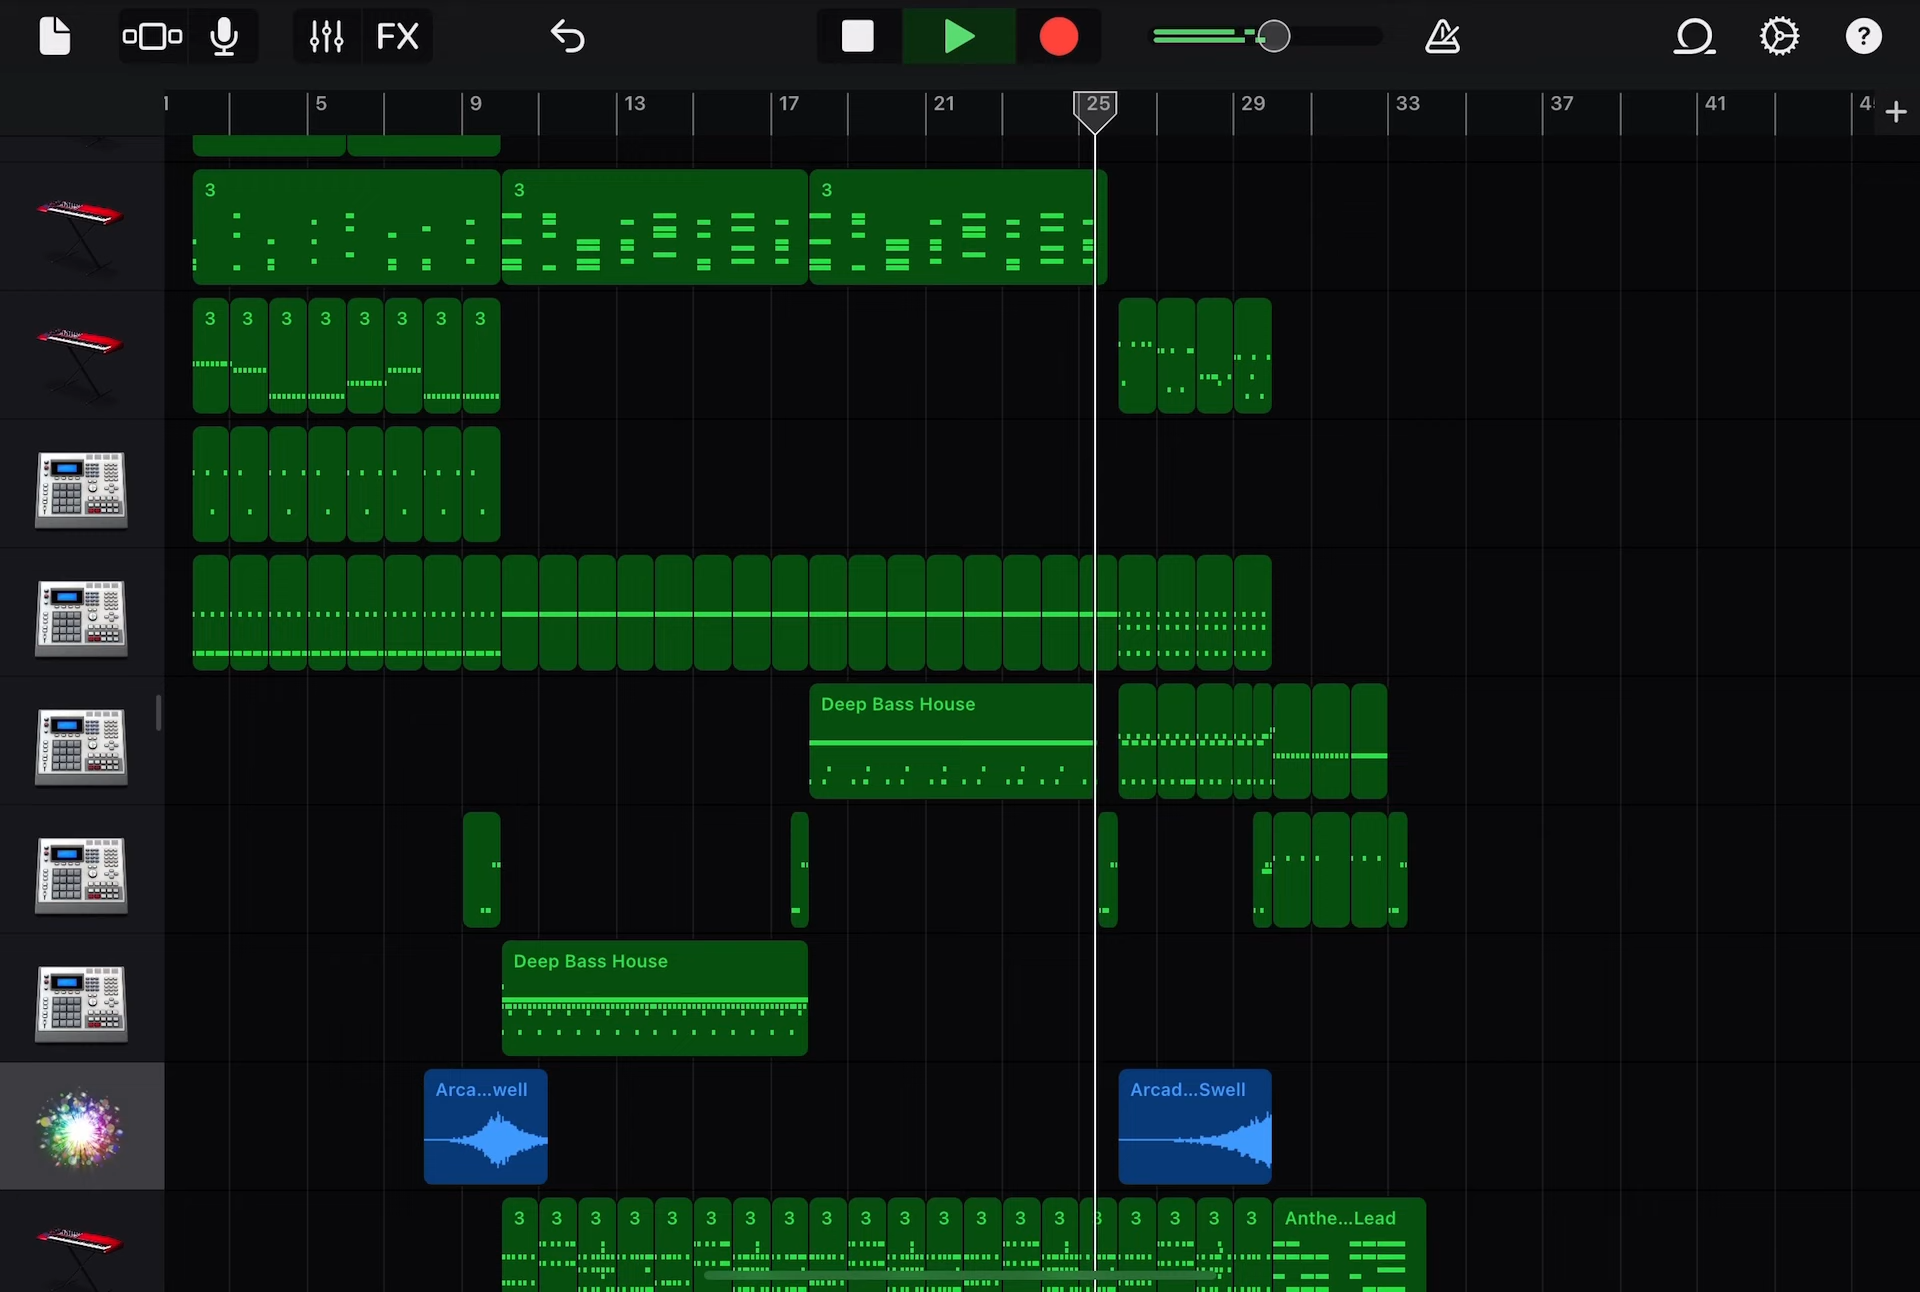 FX
?
1 5 9 13 17 21 25 29 33 37 41 +
3 3 3
3 3 3 3 3 3 3 3
Deep Bass House
Deep Bass House
Arca...well Arcad...Swell
3 3 3 3 3 3 3 3 3 3 3 3 3 3 3 3 3 3 3 3 Anthe...Lead